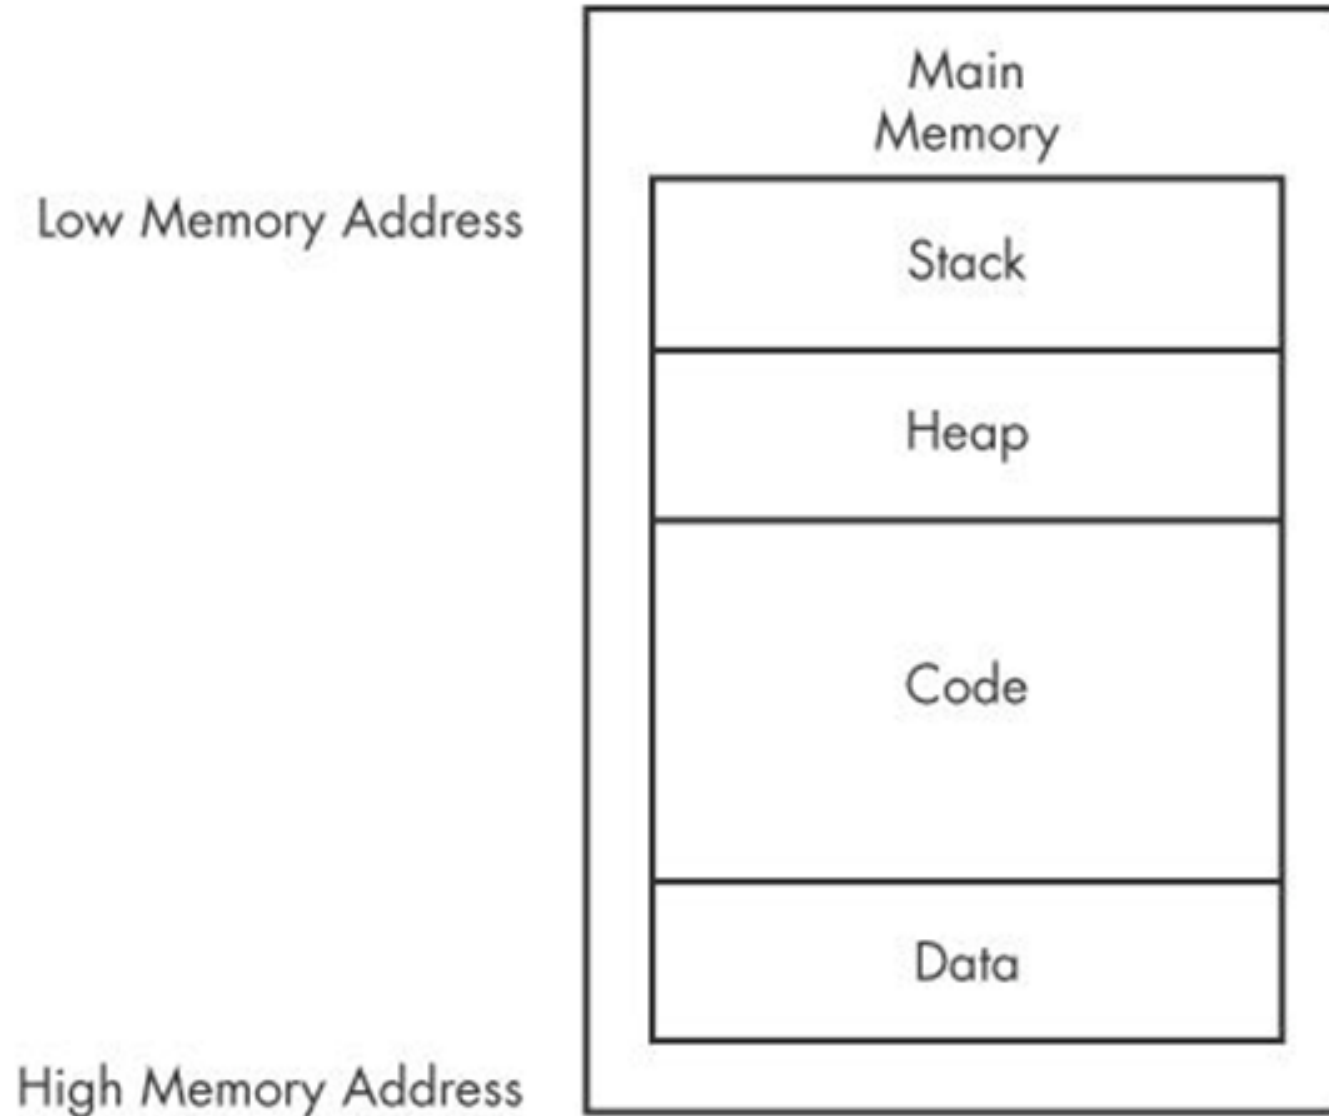 Main
Memory
Low Memory Address
Stack
Heap
Code
Data
High Memory Address